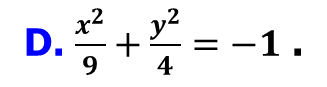 D. x²/9 + y²/4 = −1.